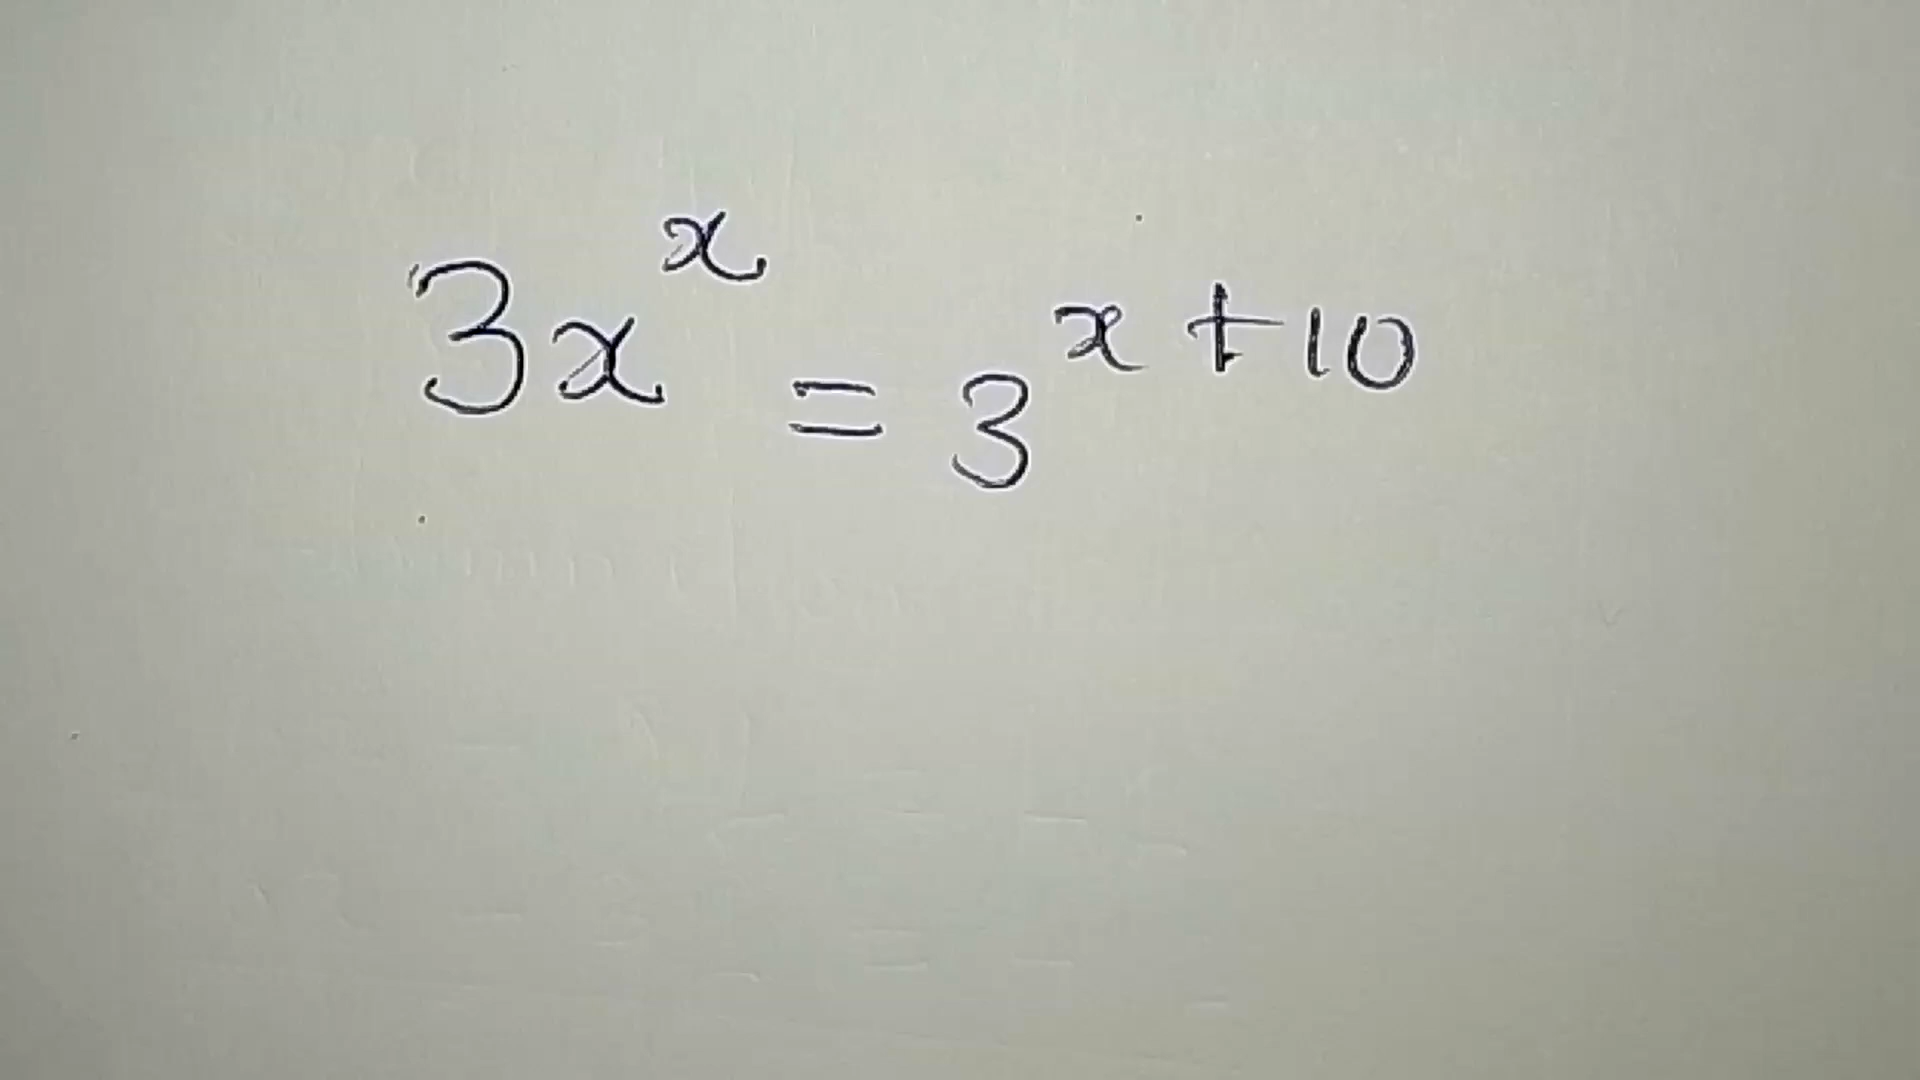 3x^x = 3^{x+10}